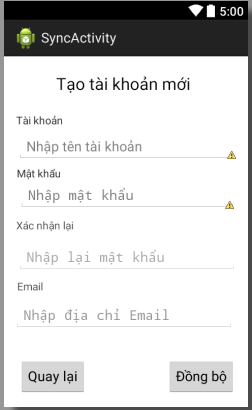 5:00
SyncActivity
Tạo tài khoản mới
Tài khoản
Nhập tên tài khoản
Mật khẩu
Nhập mật khẩu
Xác nhận lại
Nhập lại mật khẩu
Email
Nhập địa chỉ Email
Quay lại Đồng bộ